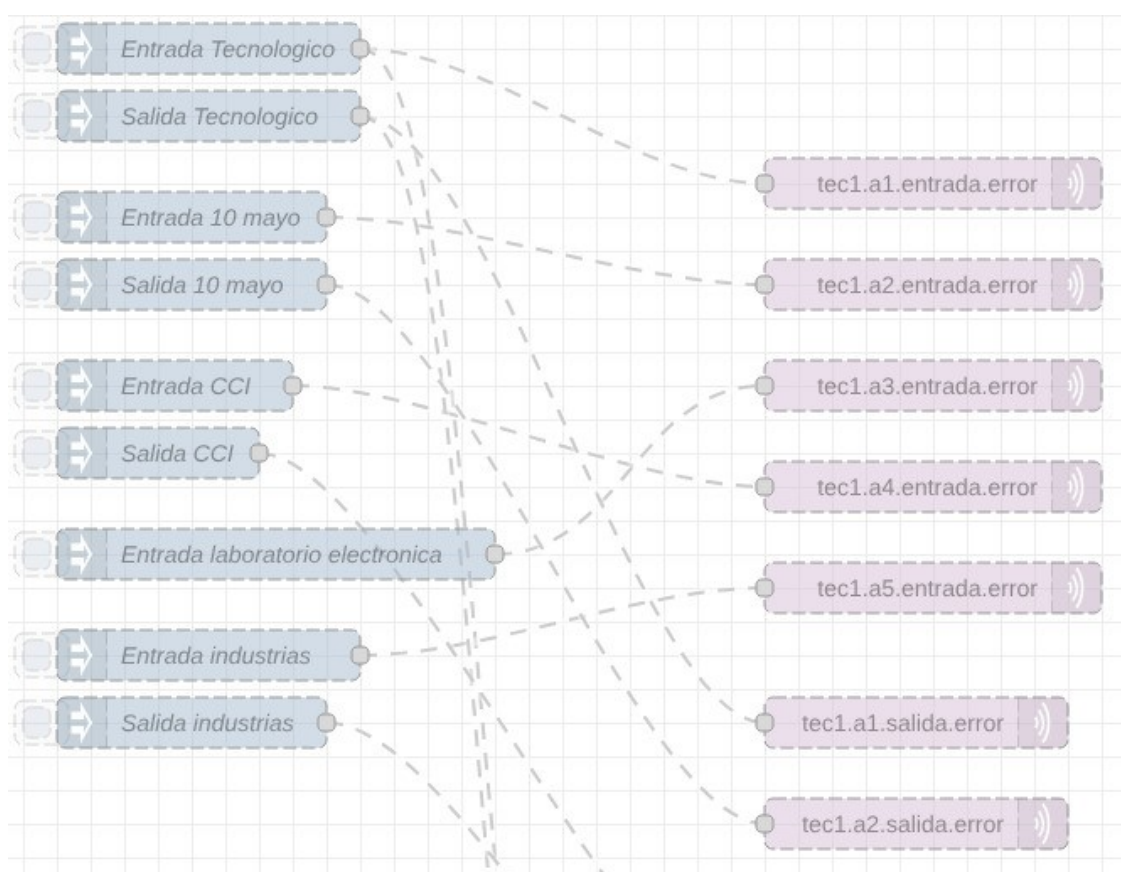 Entrada Tecnologico
Salida Tecnologico
Entrada 10 mayo
Salida 10 mayo
Entrada CCI
Salida CCI
Entrada laboratorio electronica
Entrada industrias
Salida industrias
tec1.a1.entrada.error
tec1.a2.entrada.error
tec1.a3.entrada.error
tec1.a4.entrada.error
tec1.a5.entrada.error
tec1.a1.salida.error
tec1.a2.salida.error